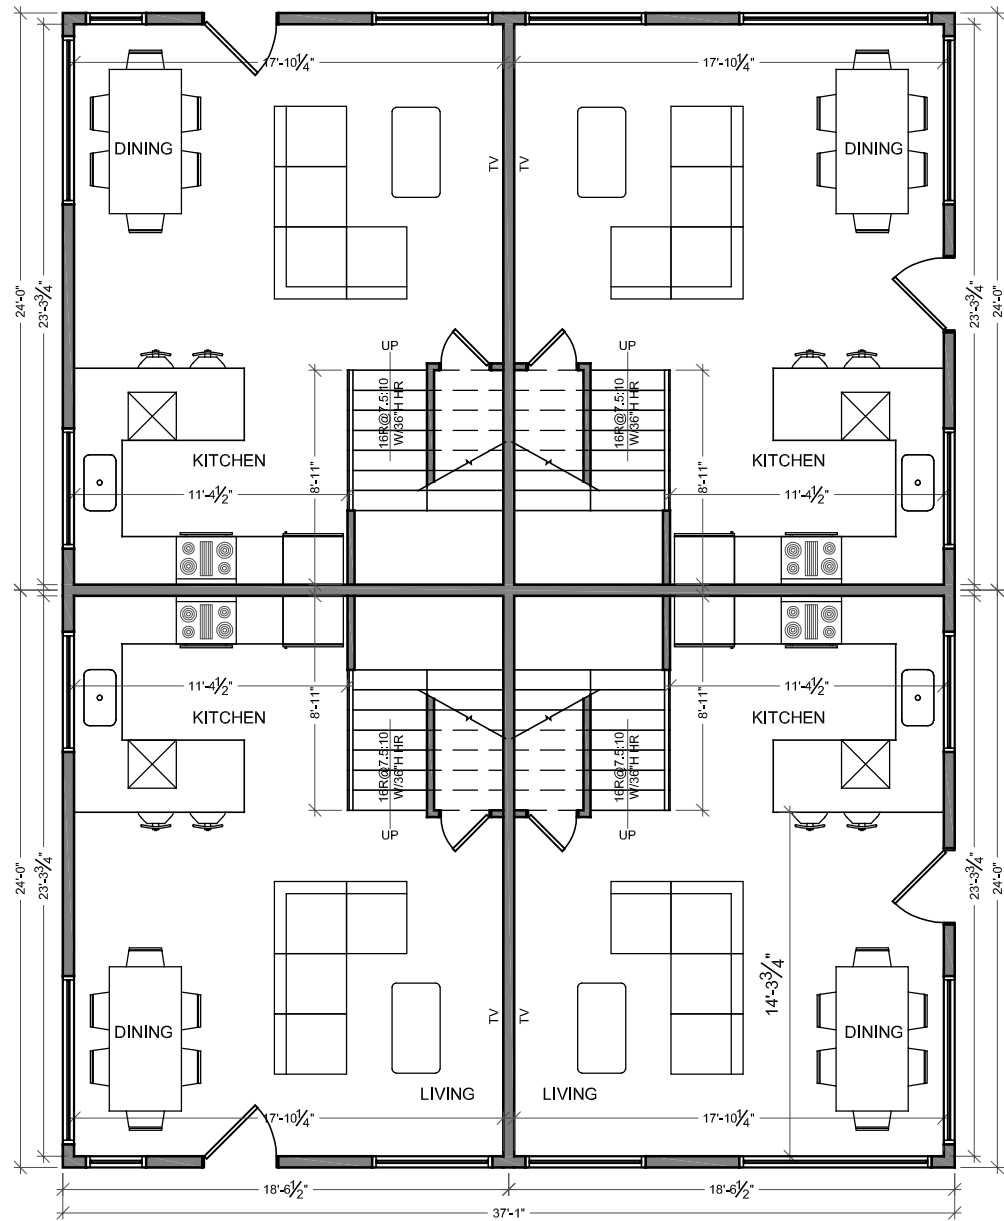 17'-10¼"
17'-10¼"
DINING
TV
TV
DINING
24'-0"
23'-3¾"
23'-3¾"
24'-0"
UP
UP
16R@7.5:10
W/36"H HR
16R@7.5:10
W/36"H HR
KITCHEN
KITCHEN
8'-11"
8'-11"
11'-4½"
11'-4½"
11'-4½"
11'-4½"
KITCHEN
KITCHEN
8'-11"
8'-11"
16R@7.5:10
W/36"H HR
16R@7.5:10
W/36"H HR
UP
UP
24'-0"
23'-3¾"
23'-3¾"
24'-0"
14'-3¾"
DINING
TV
TV
DINING
LIVING
LIVING
17'-10¼"
17'-10¼"
18'-6½"
18'-6½"
37'-1"